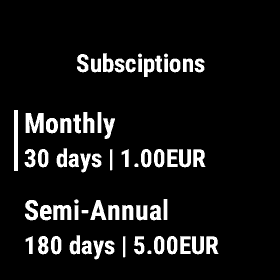 Subsciptions
Monthly
30 days | 1.00EUR
Semi-Annual
180 days | 5.00EUR